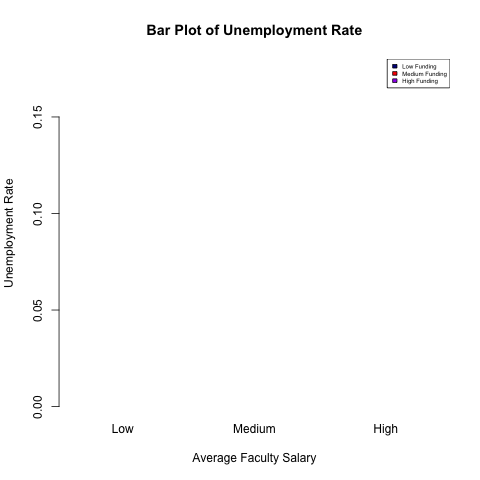 Bar Plot of Unemployment Rate
Low Funding
Medium Funding
High Funding
0.15
0.10
0.05
0.00
Unemployment Rate
Low
Medium
High
Average Faculty Salary